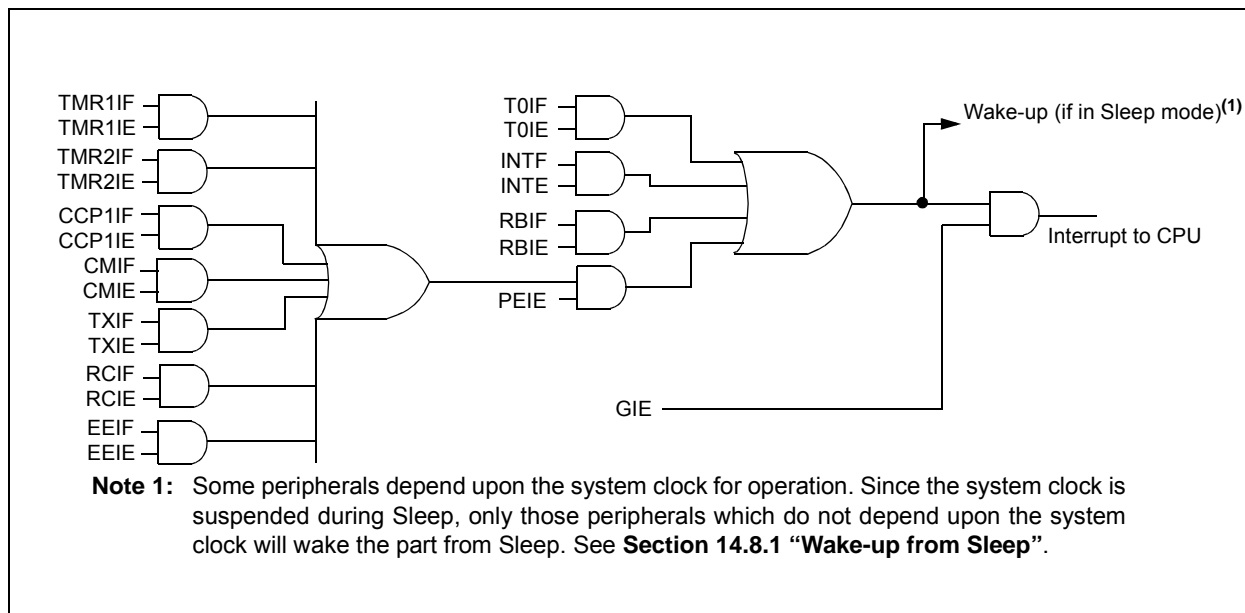 TMR1IF
TMR1IE
TMR2IF
TMR2IE
CCP1IF
CCP1IE
CMIF
CMIE
TXIF
TXIE
RCIF
RCIE
EEIF
EEIE
T0IF
T0IE
INTF
INTE
RBIF
RBIE
PEIE
GIE
Wake-up (if in Sleep mode)(1)
Interrupt to CPU
Note 1: Some peripherals depend upon the system clock for operation. Since the system clock is
suspended during Sleep, only those peripherals which do not depend upon the system
clock will wake the part from Sleep. See Section 14.8.1 “Wake-up from Sleep”.